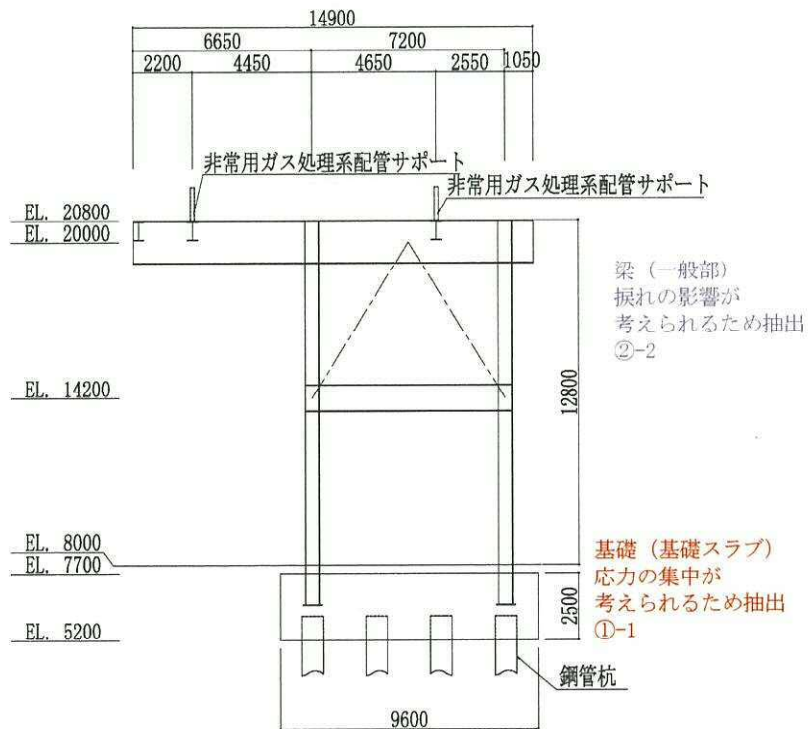 14900
6650 7200
2200 4450 4650 2550 1050
非常用ガス処理系配管サポート
非常用ガス処理系配管サポート
EL. 20800
EL. 20000
梁（一般部）
捩れの影響が
考えられるため抽出
②-2
12800
EL. 14200
EL. 8000
EL. 7700
基礎（基礎スラブ）
応力の集中が
考えられるため抽出
①-1
2500
EL. 5200
鋼管杭
9600